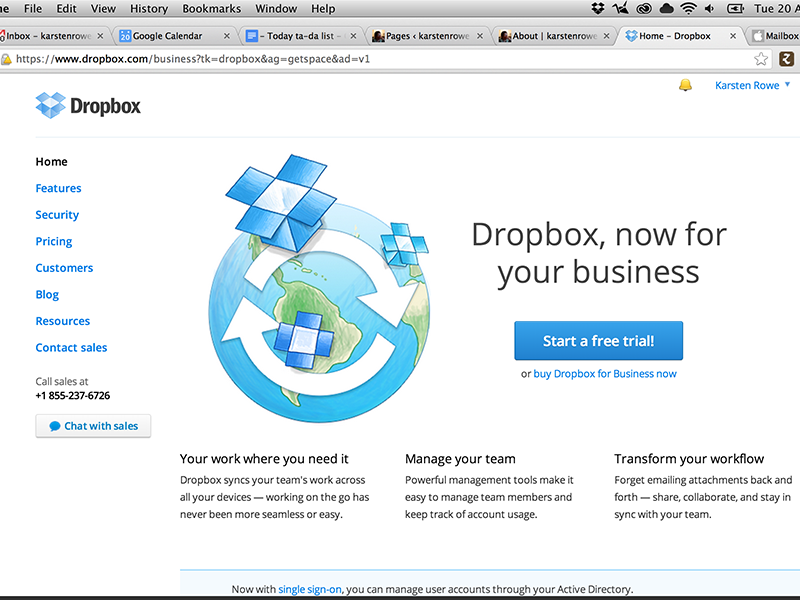 File Edit View History Bookmarks Window Help Tue 20 A
Inbox – karstenrowe Google Calendar – Today ta-da list – Pages ‹ karstenrowe About | karstenrowe Home – Dropbox Mailbox
https://www.dropbox.com/business?tk=dropbox&ag=getspace&ad=v1
Karsten Rowe
Dropbox
Home
Features
Security
Pricing
Customers
Blog
Resources
Contact sales
Call sales at
+1 855-237-6726
Chat with sales
Dropbox, now for
your business
Start a free trial!
or buy Dropbox for Business now
Your work where you need it
Dropbox syncs your team's work across
all your devices — working on the go has
never been more seamless or easy.
Manage your team
Powerful management tools make it
easy to manage team members and
keep track of account usage.
Transform your workflow
Forget emailing attachments back and
forth — share, collaborate, and stay in
sync with your team.
Now with single sign-on, you can manage user accounts through your Active Directory.